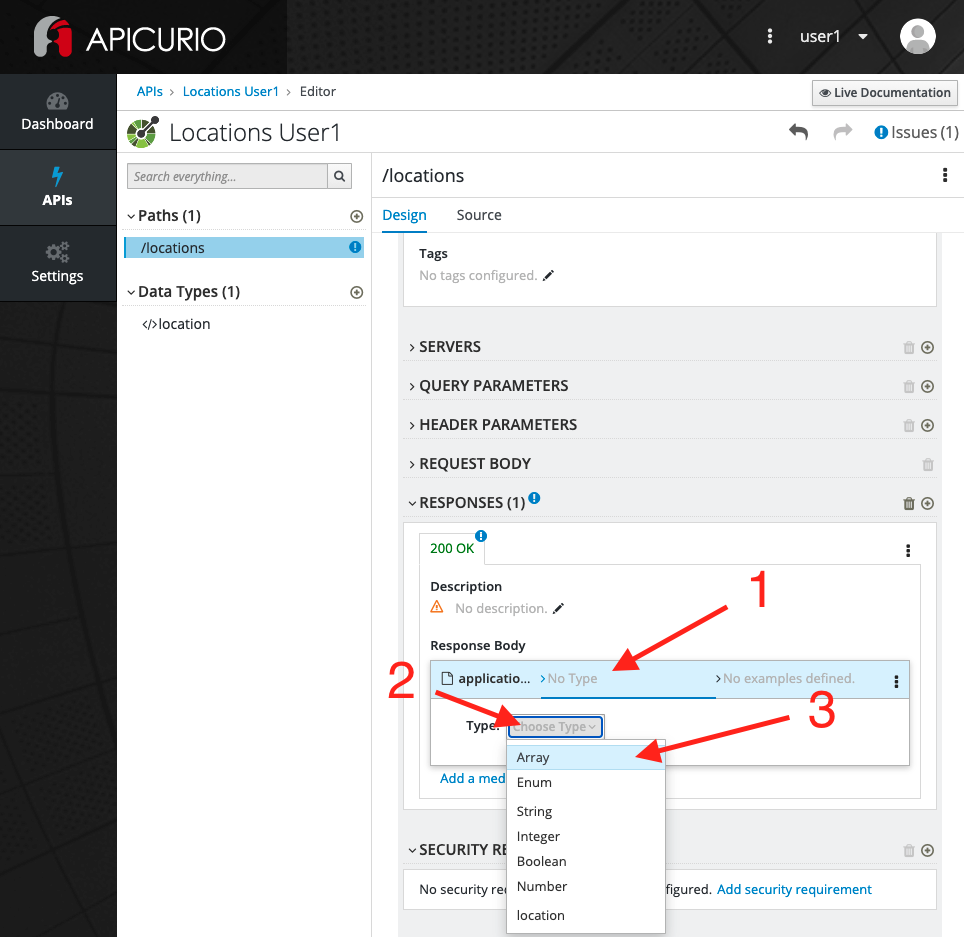 APICURIO
user1
APIs > Locations User1 > Editor
Live Documentation
Dashboard
APIs
Settings
Locations User1
Issues (1)
Search everything...
Paths (1)
/locations
Data Types (1)
</>location
/locations
Design Source
Tags
No tags configured.
SERVERS
QUERY PARAMETERS
HEADER PARAMETERS
REQUEST BODY
RESPONSES (1)
200 OK
Description
No description.
1
Response Body
2
applicatio... >No Type >No examples defined.
3
Type: Choose Type
Array
Enum
String
Integer
Boolean
Number
location
Add a med
SECURITY RE
No security re
figured. Add security requirement